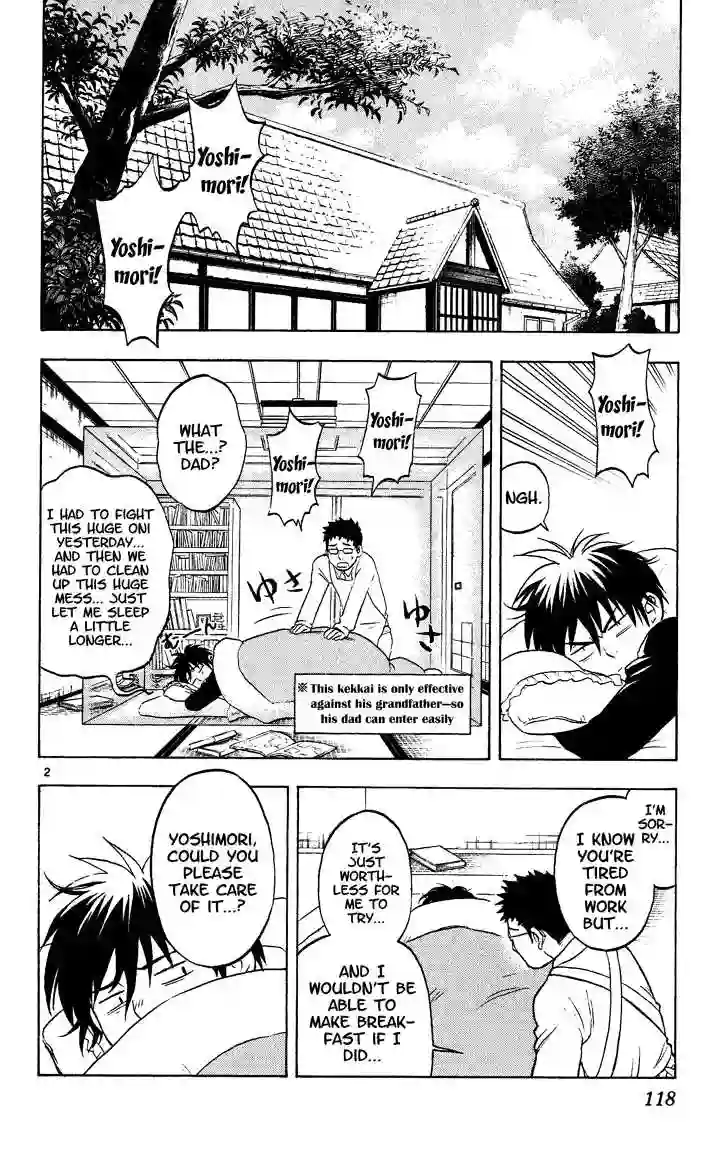 Yoshi-
mori!
Yoshi-
mori!
Yoshi-
mori!
NGH.
Yoshi-
mori!
Yoshi-
mori!
WHAT
THE...?
DAD?
I HAD TO FIGHT
THIS HUGE ONI
YESTERDAY...
AND THEN WE
HAD TO CLEAN
UP THIS HUGE
MESS... JUST
LET ME SLEEP
A LITTLE
LONGER...
ゆさ
ゆさ
むーん
※ This kekkai is only effective
against his grandfather—so
his dad can enter easily
2
I'M
SOR-
RY...
I KNOW
YOU'RE
TIRED
FROM
WORK
BUT...
IT'S
JUST
WORTH-
LESS FOR
ME TO
TRY...
AND I
WOULDN'T BE
ABLE TO
MAKE BREAK-
FAST IF I
DID...
YOSHIMORI,
COULD YOU
PLEASE
TAKE CARE
OF IT...?
118